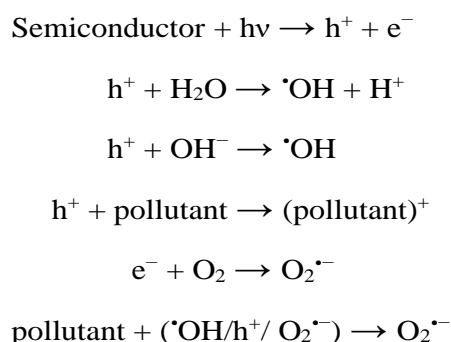 Semiconductor + hν → h⁺ + e⁻
h⁺ + H₂O → •OH + H⁺
h⁺ + OH⁻ → •OH
h⁺ + pollutant → (pollutant)⁺
e⁻ + O₂ → O₂•⁻
pollutant + (•OH/h⁺/ O₂•⁻) → O₂•⁻